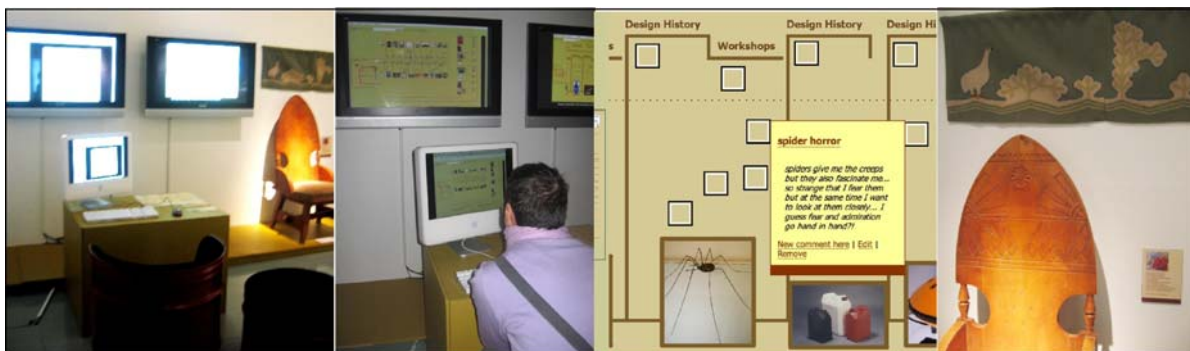 Design History
Workshops
Design History
Design Hi
s
spider horror
spiders give me the creeps
but they also fascinate me...
so strange that I fear them
but at the same time I want
to look at them closely... I
guess fear and admiration
go hand in hand?!
New comment here | Edit |
Remove